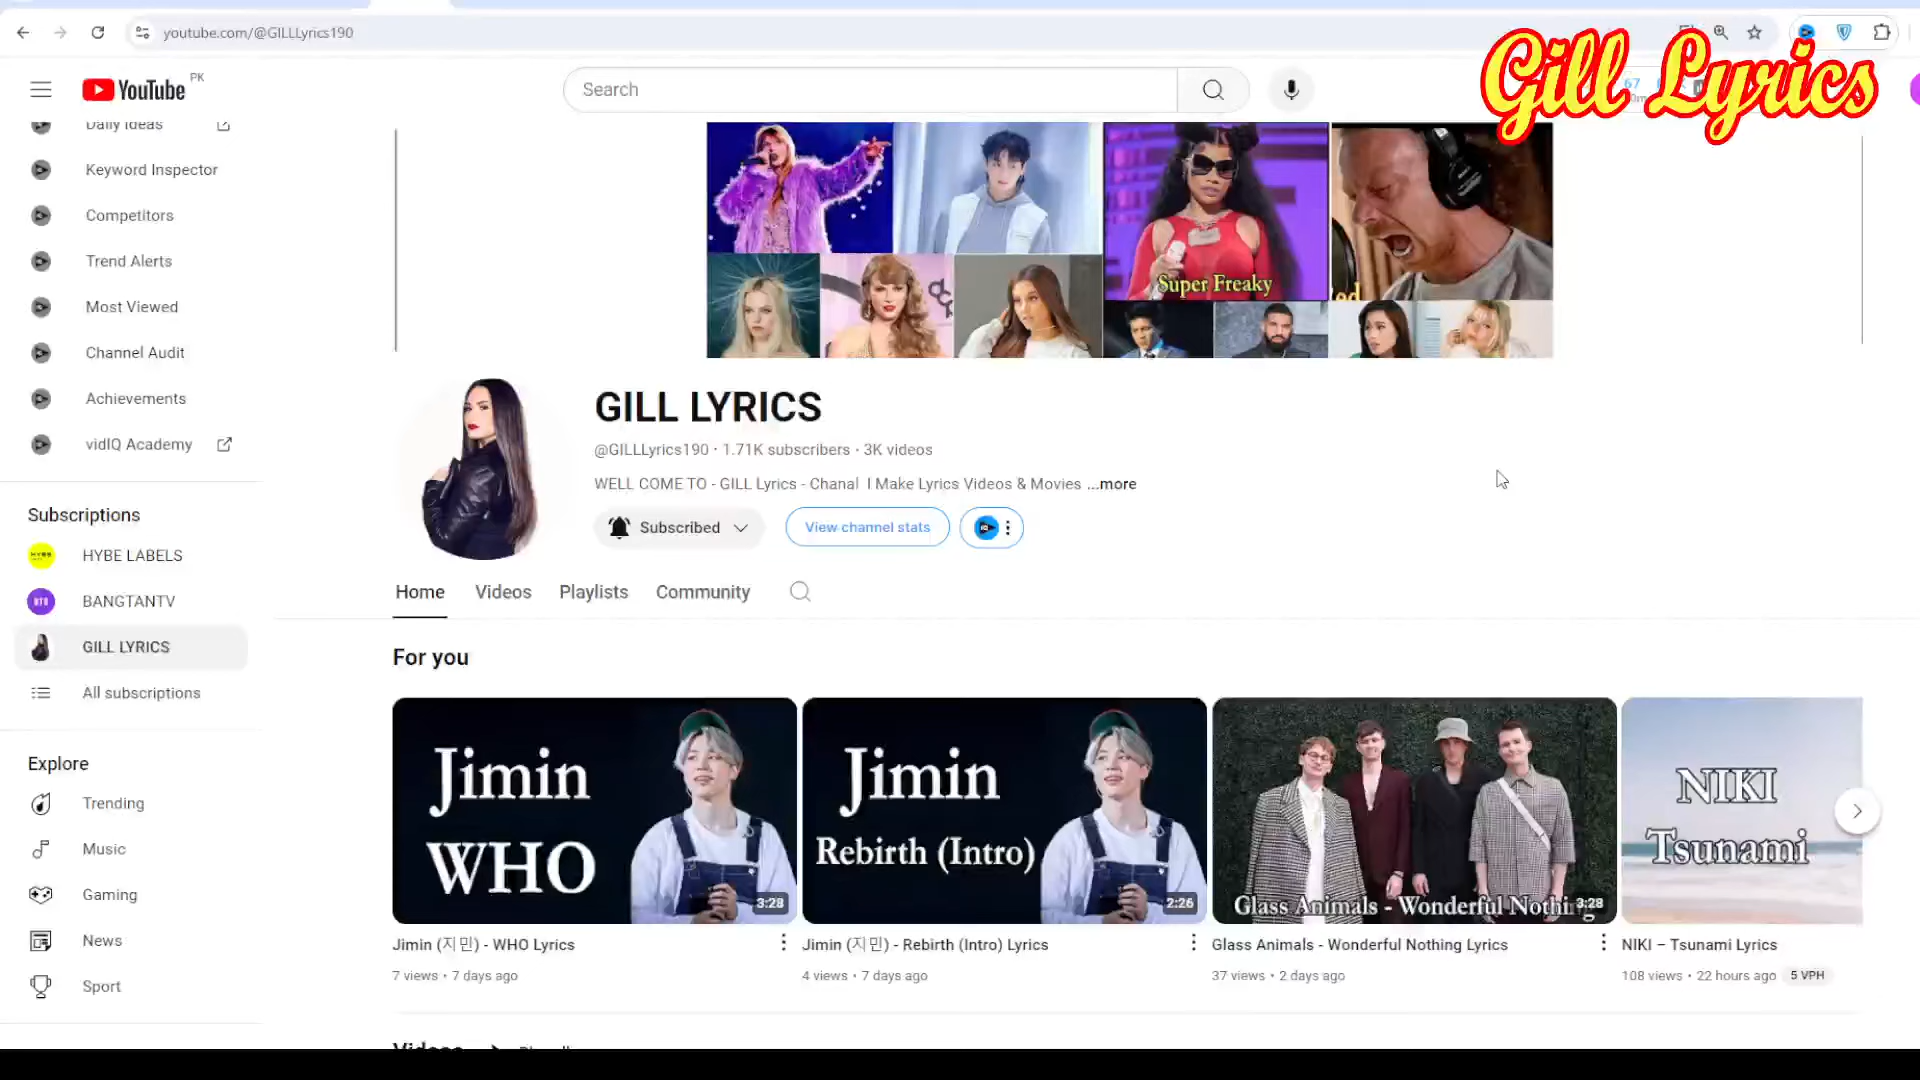 youtube.com/@GILLLyrics190
Gill Lyrics
YouTube PK
Search
67
Daily Ideas
Keyword Inspector
Competitors
Trend Alerts
Most Viewed
Channel Audit
Achievements
vidIQ Academy
Subscriptions
HYBE LABELS
BANGTANTV
GILL LYRICS
All subscriptions
Explore
Trending
Music
Gaming
News
Sport
Super Freaky
GILL LYRICS
@GILLLyrics190 · 1.71K subscribers · 3K videos
WELL COME TO - GILL Lyrics - Chanal I Make Lyrics Videos & Movies ...more
Subscribed
View channel stats
Home Videos Playlists Community
For you
Jimin
WHO
3:28
Jimin (지민) - WHO Lyrics
7 views • 7 days ago
Jimin
Rebirth (Intro)
2:26
Jimin (지민) - Rebirth (Intro) Lyrics
4 views • 7 days ago
Glass Animals - Wonderful Nothing
3:28
Glass Animals - Wonderful Nothing Lyrics
37 views • 2 days ago
NIKI
Tsunami
NIKI – Tsunami Lyrics
108 views • 22 hours ago 5 VPH
Videos